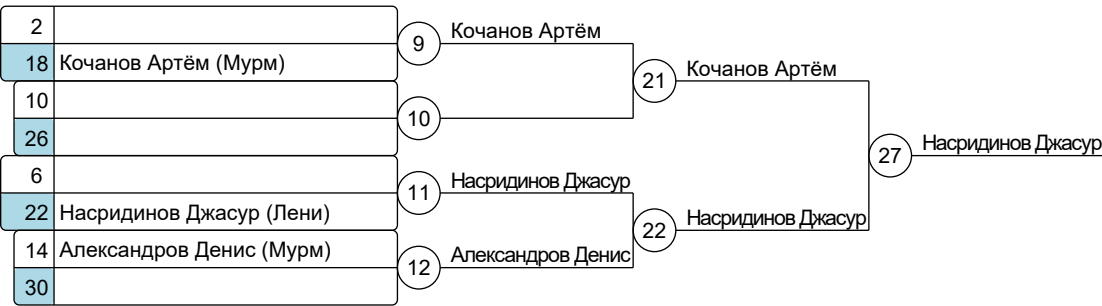 2
18 Кочанов Артём (Мурм)
10
26
6
22 Насридинов Джасур (Лени)
14 Александров Денис (Мурм)
30
9
10
11
12
Кочанов Артём
Насридинов Джасур
Александров Денис
21
22
Кочанов Артём
Насридинов Джасур
27
Насридинов Джасур